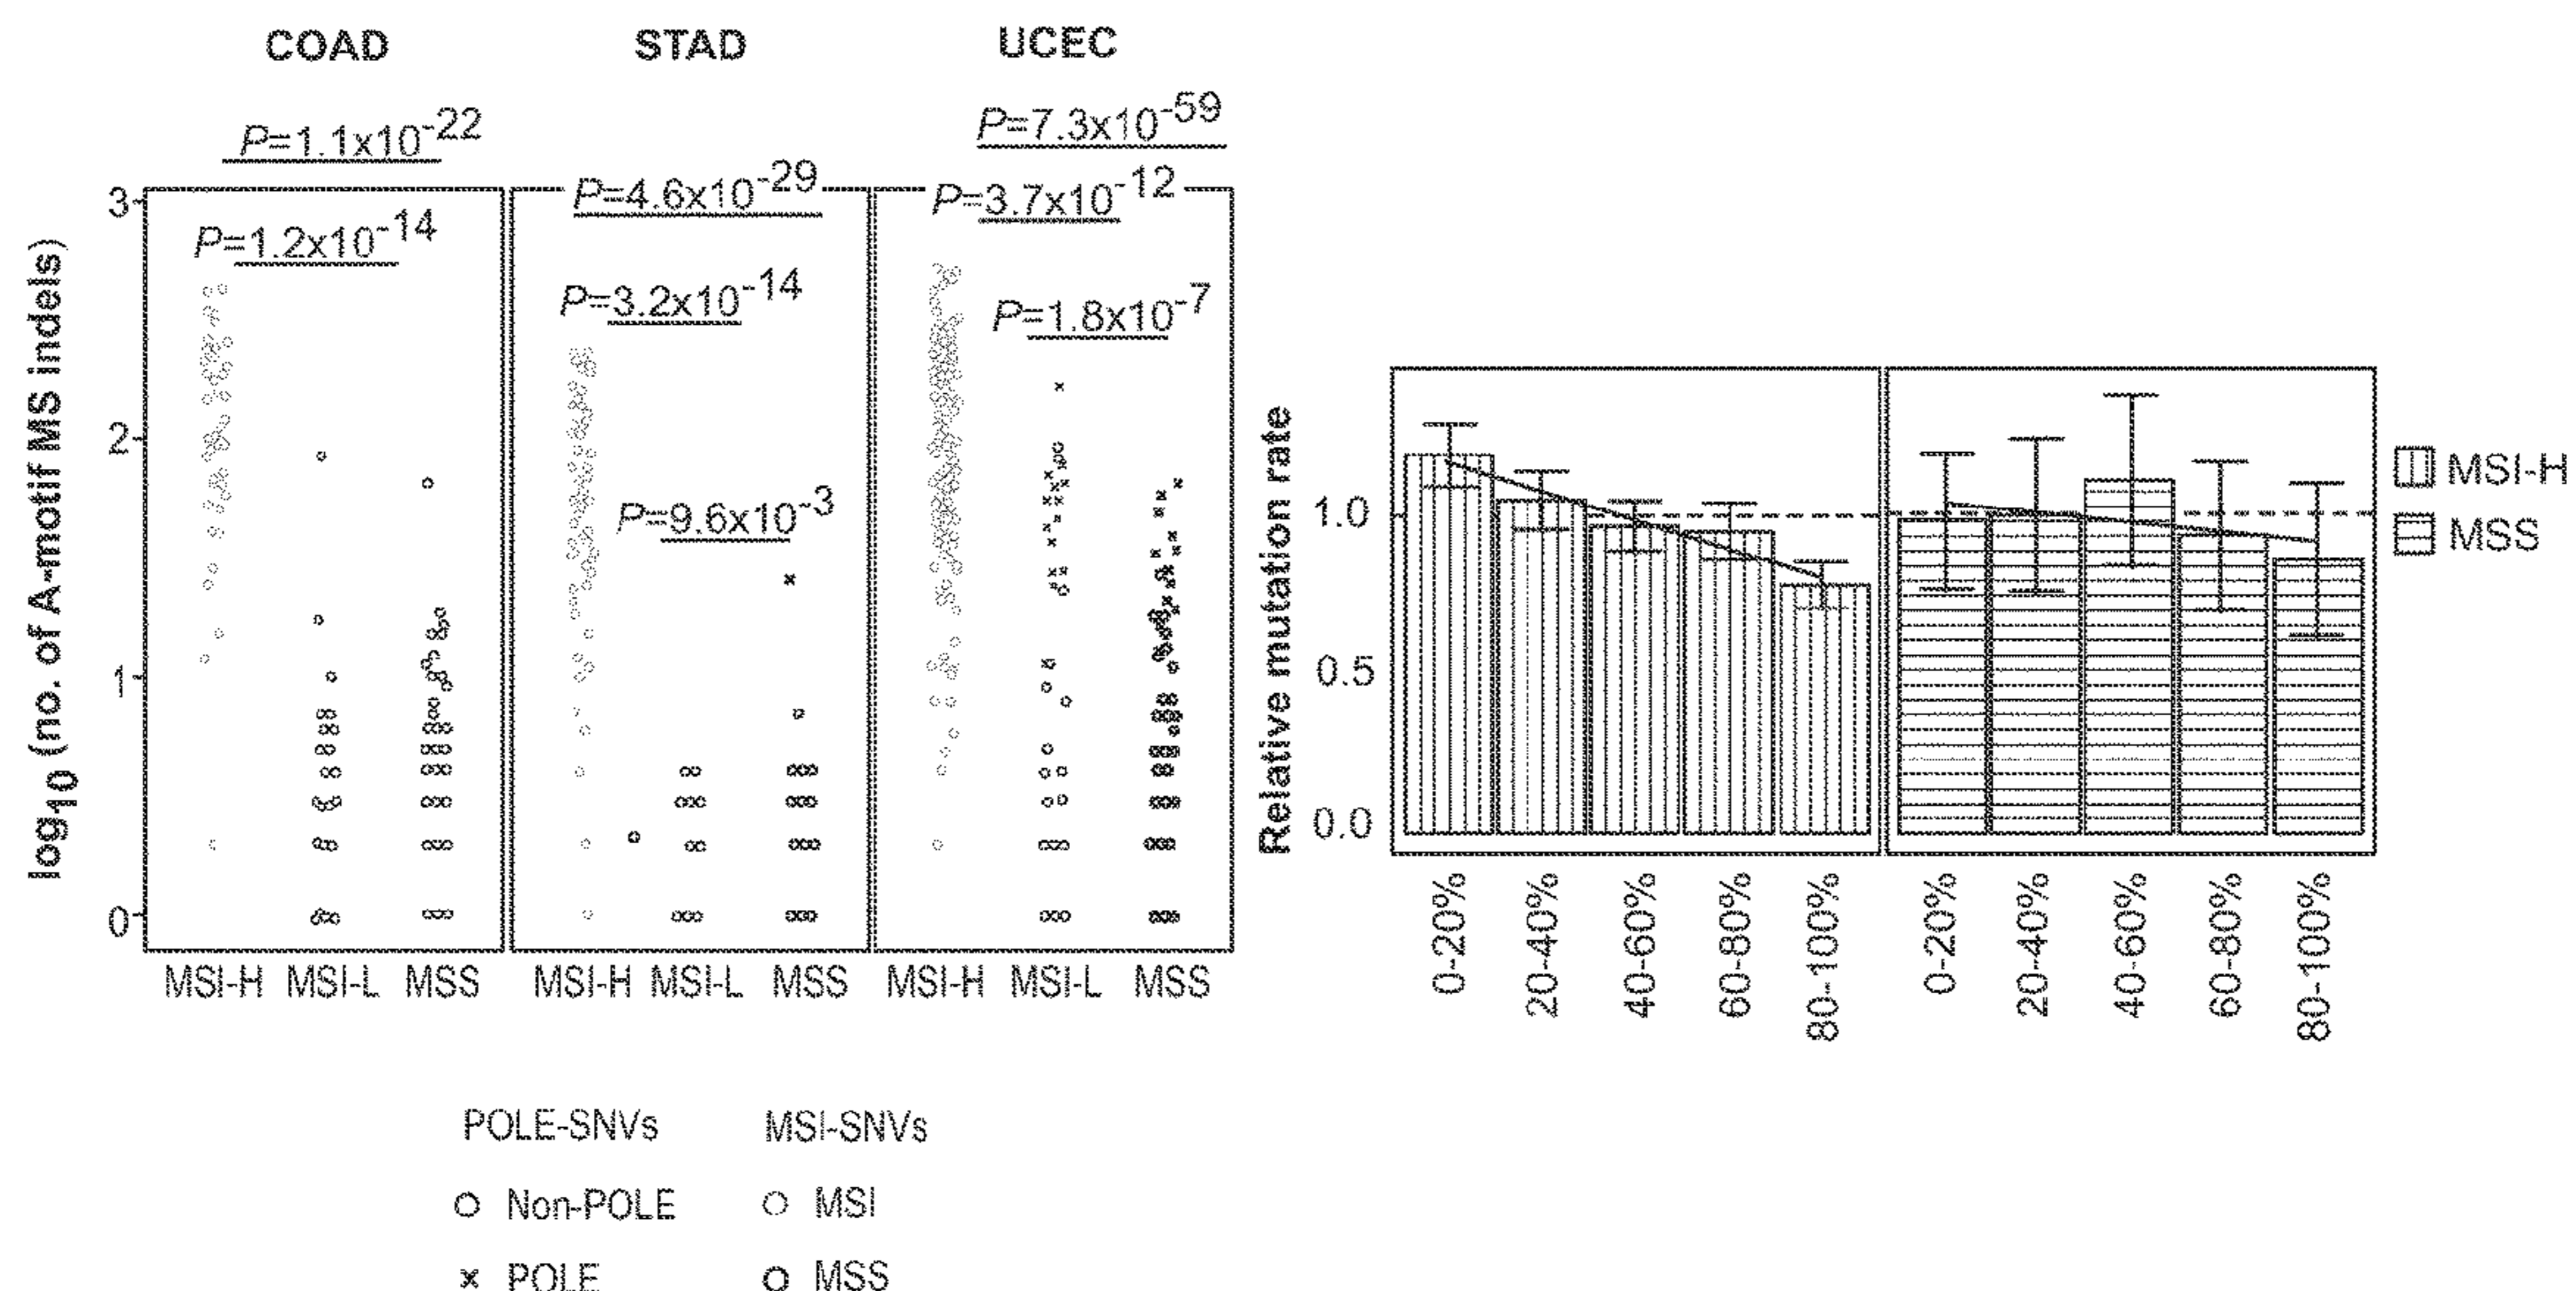 COAD
STAD
UCEC
P=1.1x10-22
P=7.3x10-59
P=4.6x10-29
P=3.7x10-12
P=1.2x10-14
P=3.2x10-14
P=1.8x10-7
P=9.6x10-3
log10 (no. of A-motif MS indels)
3
2
1
0
MSI-H MSI-L MSS
MSI-H MSI-L MSS
MSI-H MSI-L MSS
POLE-SNVs
Non-POLE
POLE
MSI-SNVs
MSI
MSS
Relative mutation rate
1.0
0.5
0.0
0-20%
20-40%
40-60%
60-80%
80-100%
0-20%
20-40%
40-60%
60-80%
80-100%
MSI-H
MSS